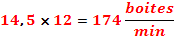 14,5 × 12 = 174 boites/min